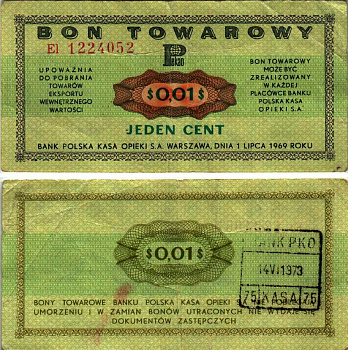 BON TOWAROWY
El 1224052
PeKaO
UPOWAŻNIA
DO POBRANIA
TOWARÓW
EKSPORTU
WEWNĘTRZNEGO
WARTOŚCI
$0,01$
BON TOWAROWY
MOŻE BYĆ
ZREALIZOWANY
W KAŻDEJ
PLACÓWCE BANKU
POLSKA KASA
OPIEKI S.A.
JEDEN CENT
BANK POLSKA KASA OPIEKI S.A. WARSZAWA, DNIA 1 LIPCA 1969 ROKU
$0,01$
BANK PKO
14 VI 1973
75 KASA 75
BONY TOWAROWE BANKU POLSKA KASA OPIEKI S
UMORZENIU I W ZAMIAN BONÓW UTRACONYCH NIE WYDAJE SIĘ
DOKUMENTÓW ZASTĘPCZYCH